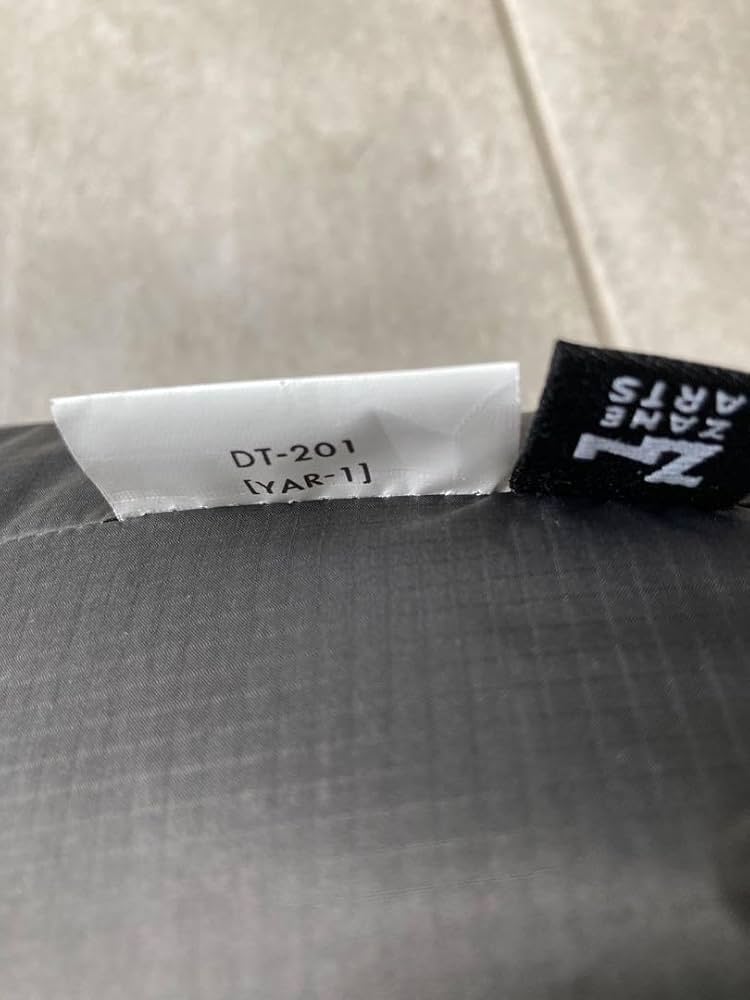 DT-201
[YAR-1]
ZANE
ARTS